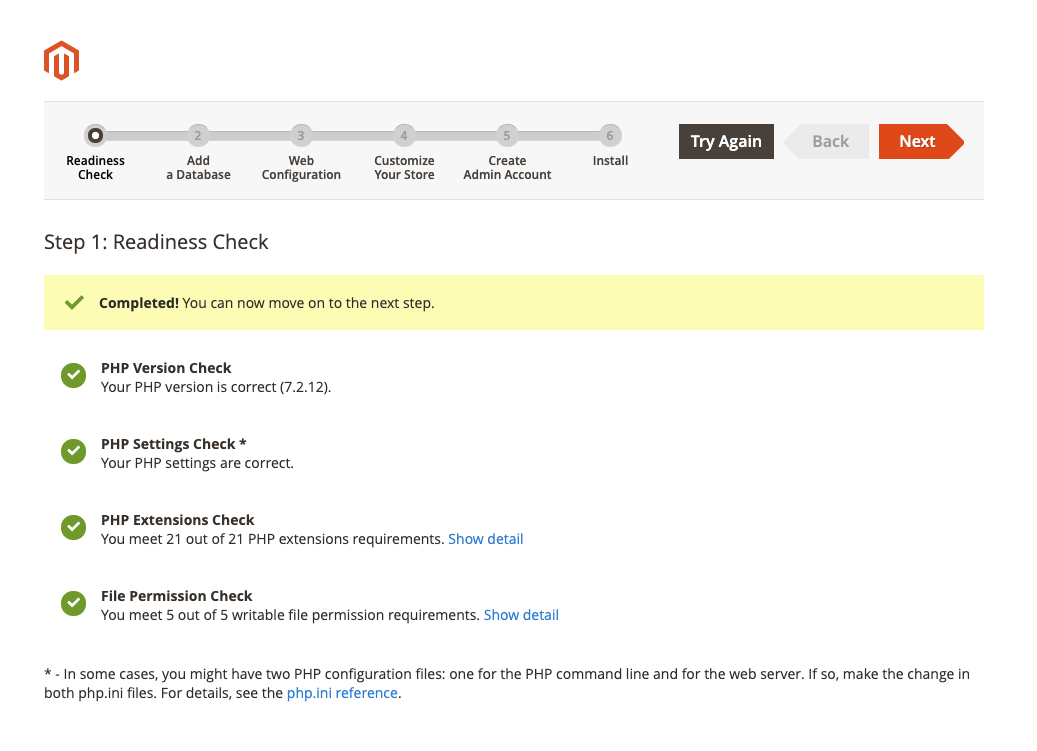 2 3 4 5 6
Readiness Check
Add a Database
Web Configuration
Customize Your Store
Create Admin Account
Install
Try Again
Back
Next
Step 1: Readiness Check
Completed! You can now move on to the next step.
PHP Version Check
Your PHP version is correct (7.2.12).
PHP Settings Check *
Your PHP settings are correct.
PHP Extensions Check
You meet 21 out of 21 PHP extensions requirements. Show detail
File Permission Check
You meet 5 out of 5 writable file permission requirements. Show detail
* - In some cases, you might have two PHP configuration files: one for the PHP command line and for the web server. If so, make the change in
both php.ini files. For details, see the php.ini reference.